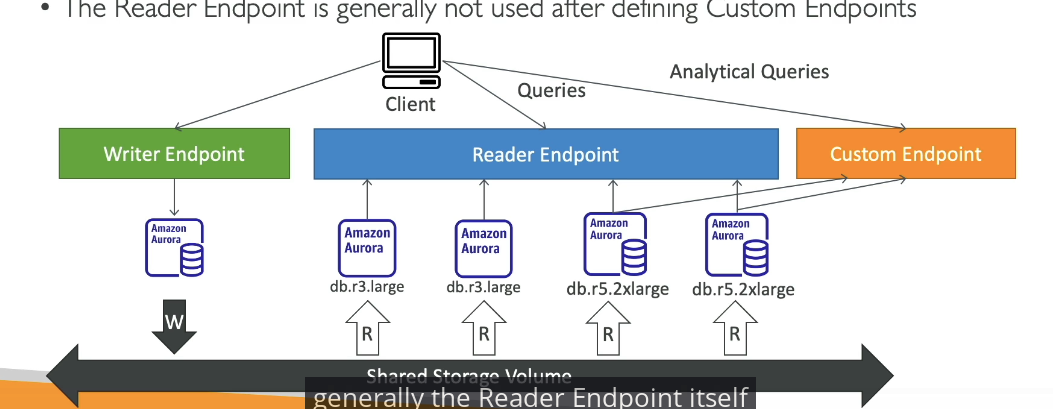 • The Reader Endpoint is generally not used after defining Custom Endpoints
Analytical Queries
Queries
Client
Writer Endpoint
Reader Endpoint
Custom Endpoint
Amazon
Aurora
Amazon
Aurora
Amazon
Aurora
Amazon
Aurora
Amazon
Aurora
db.r3.large
db.r3.large
db.r5.2xlarge
db.r5.2xlarge
W
R
R
R
R
Shared Storage Volume
generally the Reader Endpoint itself